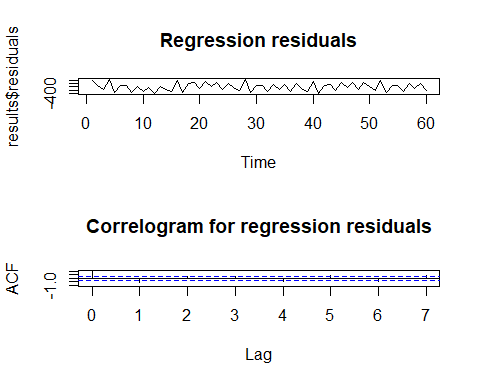 Regression residuals
results$residuals
-400
0 10 20 30 40 50 60
Time
Correlogram for regression residuals
ACF
-1.0
0 1 2 3 4 5 6 7
Lag